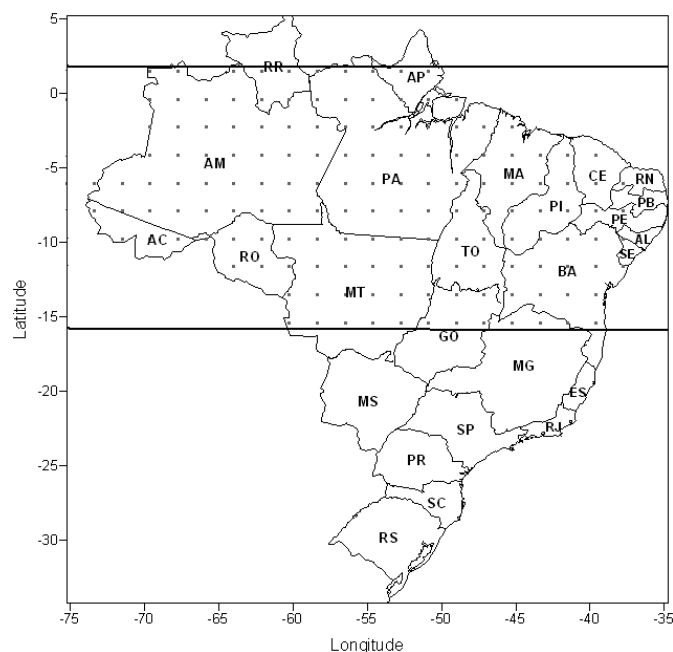 5
0
-5
-10
-15
-20
-25
-30
Latitude
RR
AP
AM
PA
MA
CE
RN
PI
PB
PE
AC
RO
TO
AL
SE
BA
MT
GO
MG
MS
ES
SP
RJ
PR
SC
RS
-75 -70 -65 -60 -55 -50 -45 -40 -35
Longitude